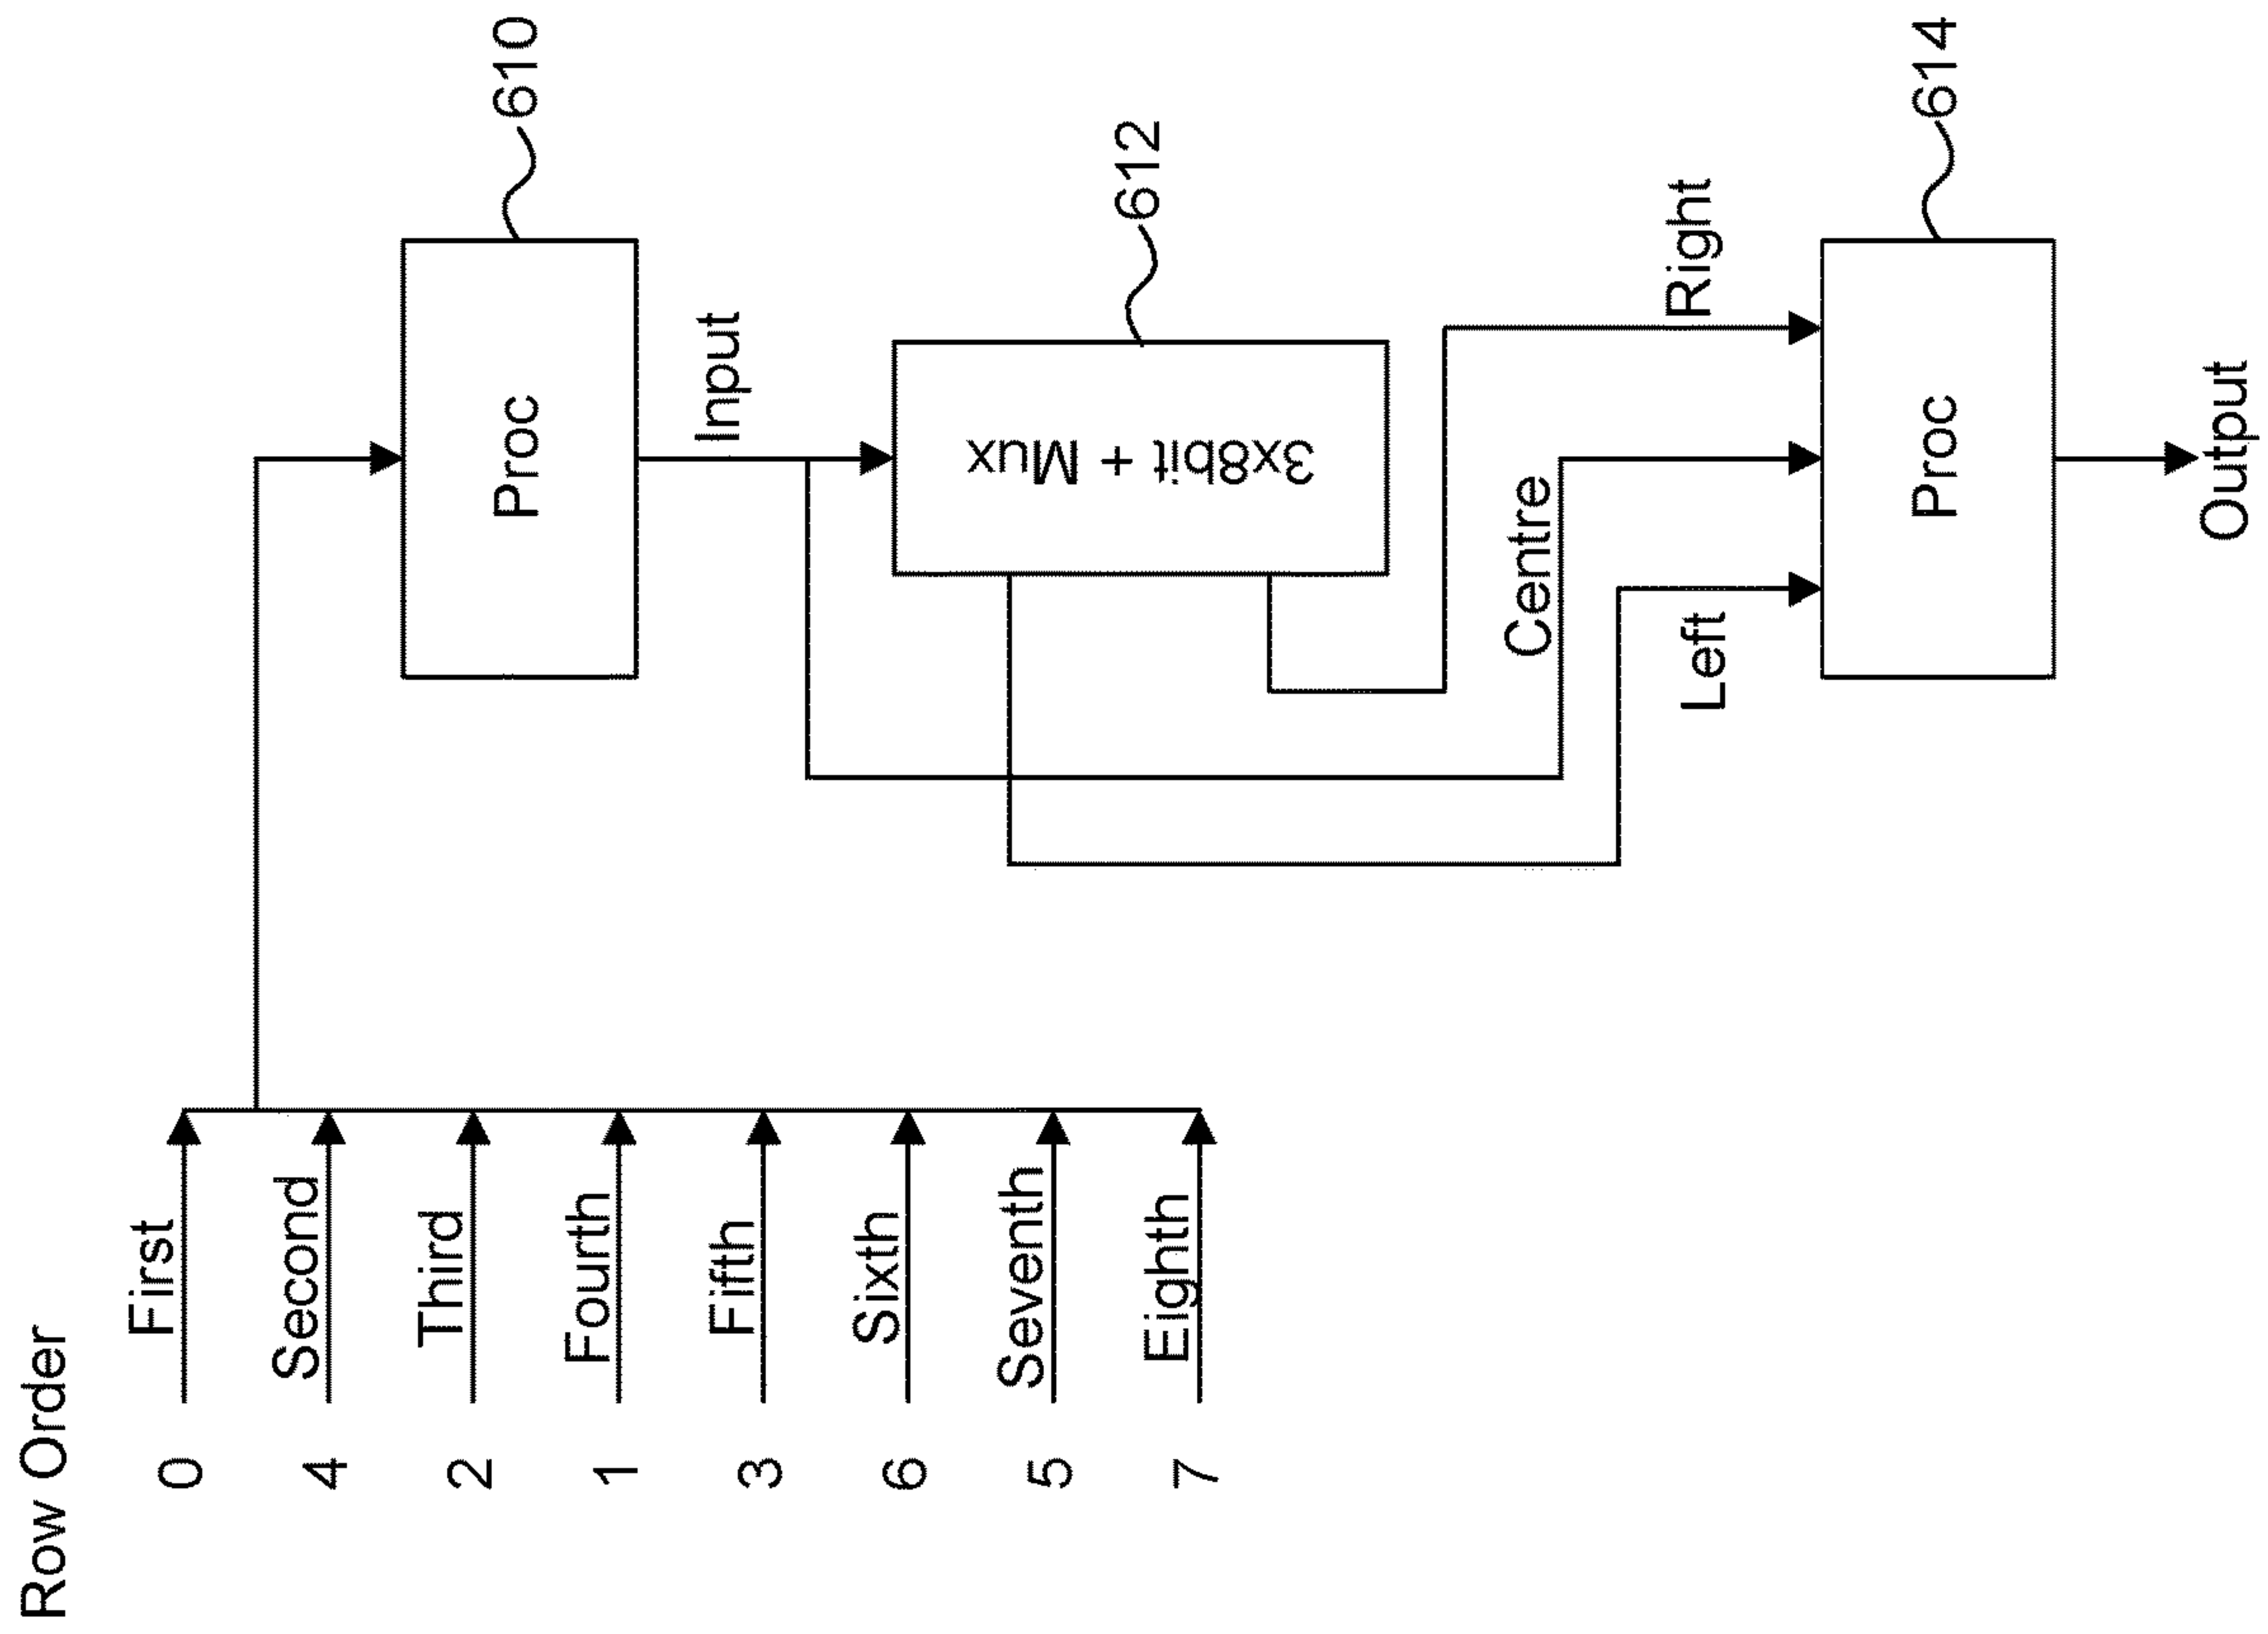 Row Order
0 First
4 Second
2 Third
1 Fourth
3 Fifth
6 Sixth
5 Seventh
7 Eighth
Proc
610
Input
3x8bit + Mux
612
Centre
Left
Right
Proc
614
Output